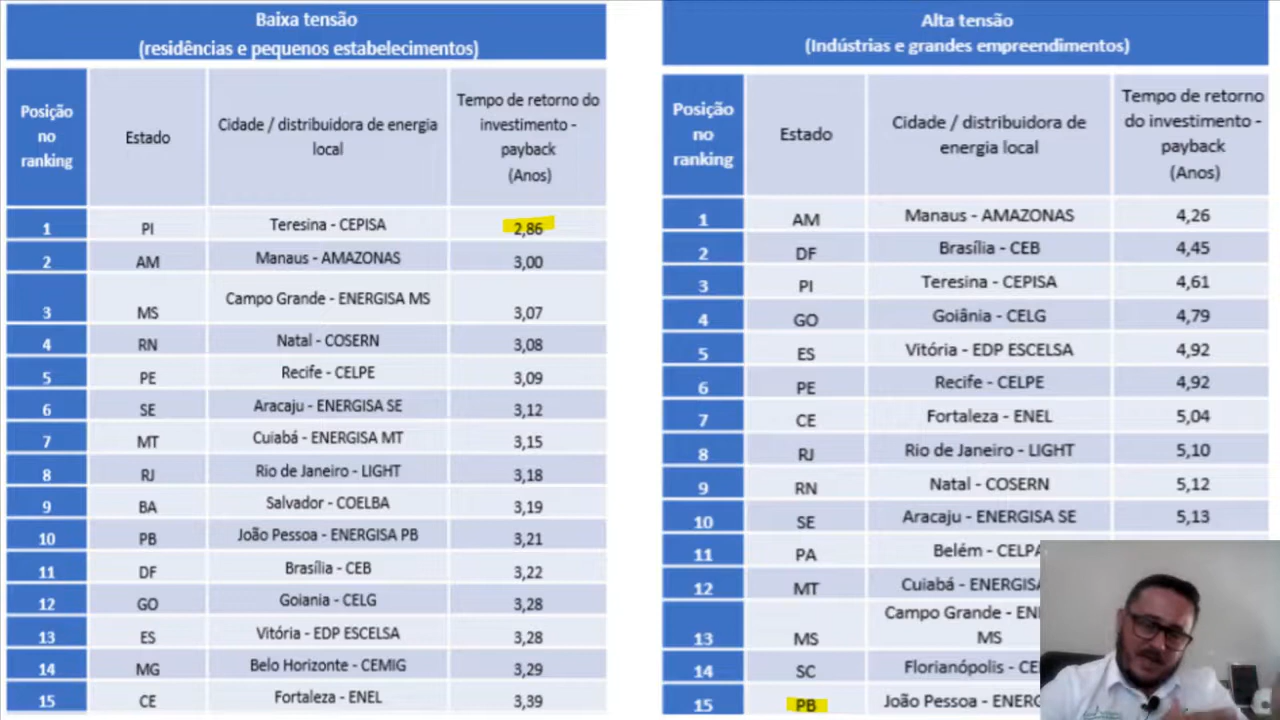 Baixa tensão
(residências e pequenos estabelecimentos)
Posição no ranking Estado Cidade / distribuidora de energia local Tempo de retorno do investimento - payback (Anos)
1 PI Teresina - CEPISA 2,86
2 AM Manaus - AMAZONAS 3,00
3 MS Campo Grande - ENERGISA MS 3,07
4 RN Natal - COSERN 3,08
5 PE Recife - CELPE 3,09
6 SE Aracaju - ENERGISA SE 3,12
7 MT Cuiabá - ENERGISA MT 3,15
8 RJ Rio de Janeiro - LIGHT 3,18
9 BA Salvador - COELBA 3,19
10 PB João Pessoa - ENERGISA PB 3,21
11 DF Brasília - CEB 3,22
12 GO Goiania - CELG 3,28
13 ES Vitória - EDP ESCELSA 3,28
14 MG Belo Horizonte - CEMIG 3,29
15 CE Fortaleza - ENEL 3,39
Alta tensão
(Indústrias e grandes empreendimentos)
Posição no ranking Estado Cidade / distribuidora de energia local Tempo de retorno do investimento - payback (Anos)
1 AM Manaus - AMAZONAS 4,26
2 DF Brasília - CEB 4,45
3 PI Teresina - CEPISA 4,61
4 GO Goiânia - CELG 4,79
5 ES Vitória - EDP ESCELSA 4,92
6 PE Recife - CELPE 4,92
7 CE Fortaleza - ENEL 5,04
8 RJ Rio de Janeiro - LIGHT 5,10
9 RN Natal - COSERN 5,12
10 SE Aracaju - ENERGISA SE 5,13
11 PA Belém -
12 MT Cuiabá -
13 MS Campo Grande - MS
14 SC Florianópolis -
15 PB João Pessoa -